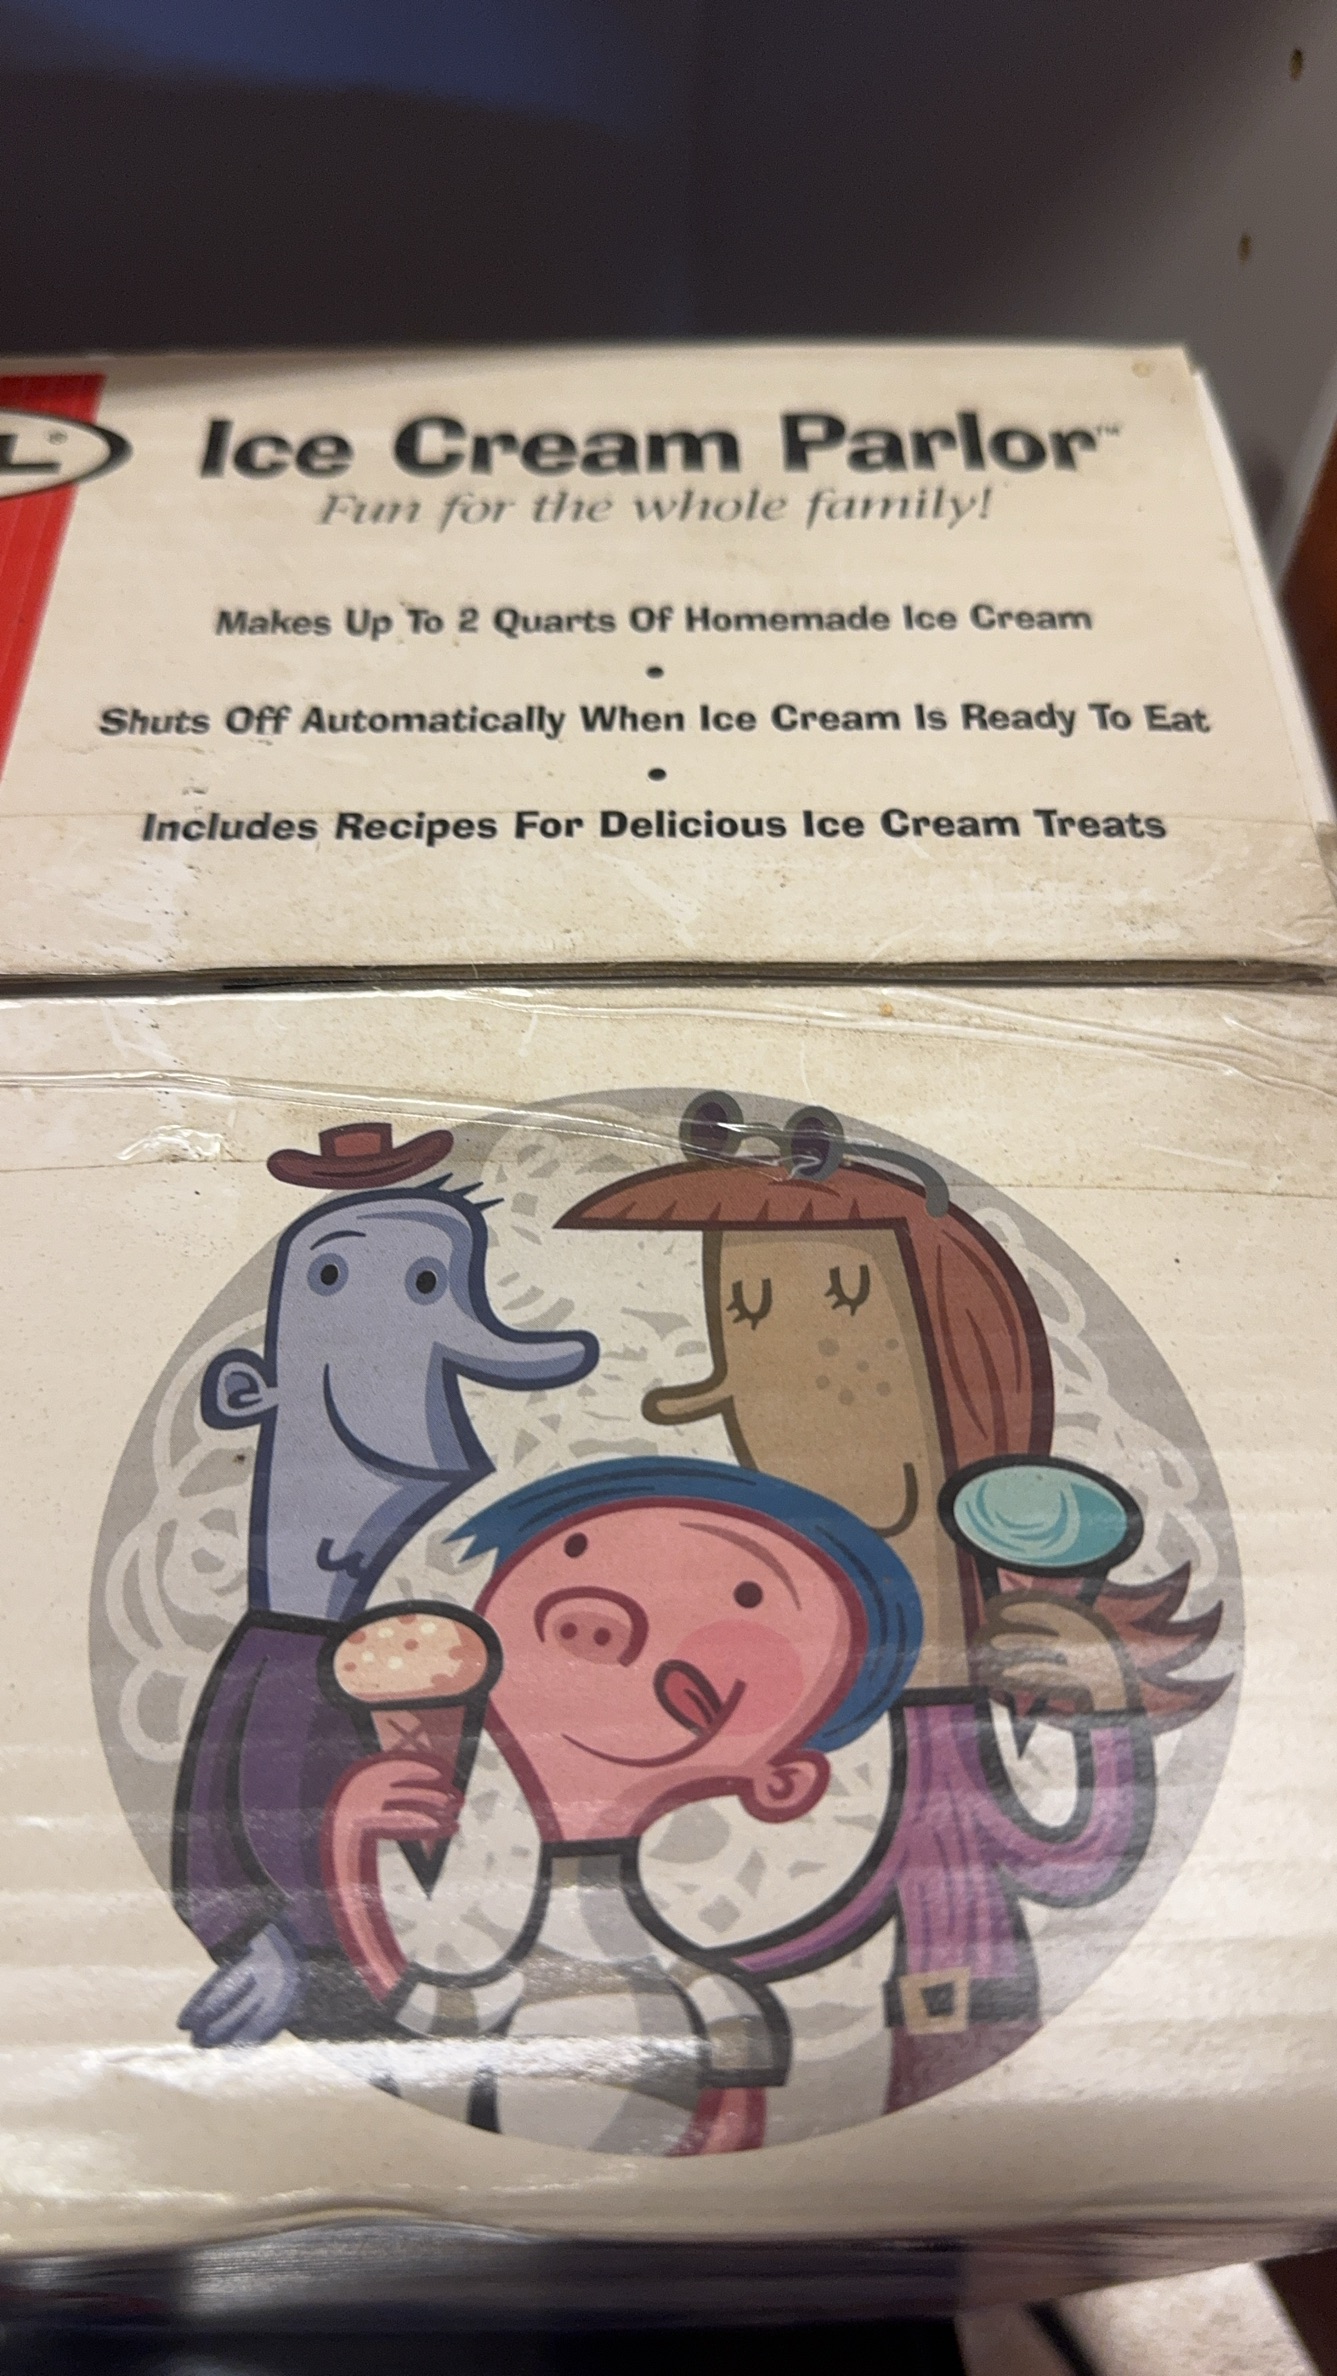 L®
Ice Cream Parlor™
Fun for the whole family!
Makes Up To 2 Quarts Of Homemade Ice Cream
•
Shuts Off Automatically When Ice Cream Is Ready To Eat
•
Includes Recipes For Delicious Ice Cream Treats